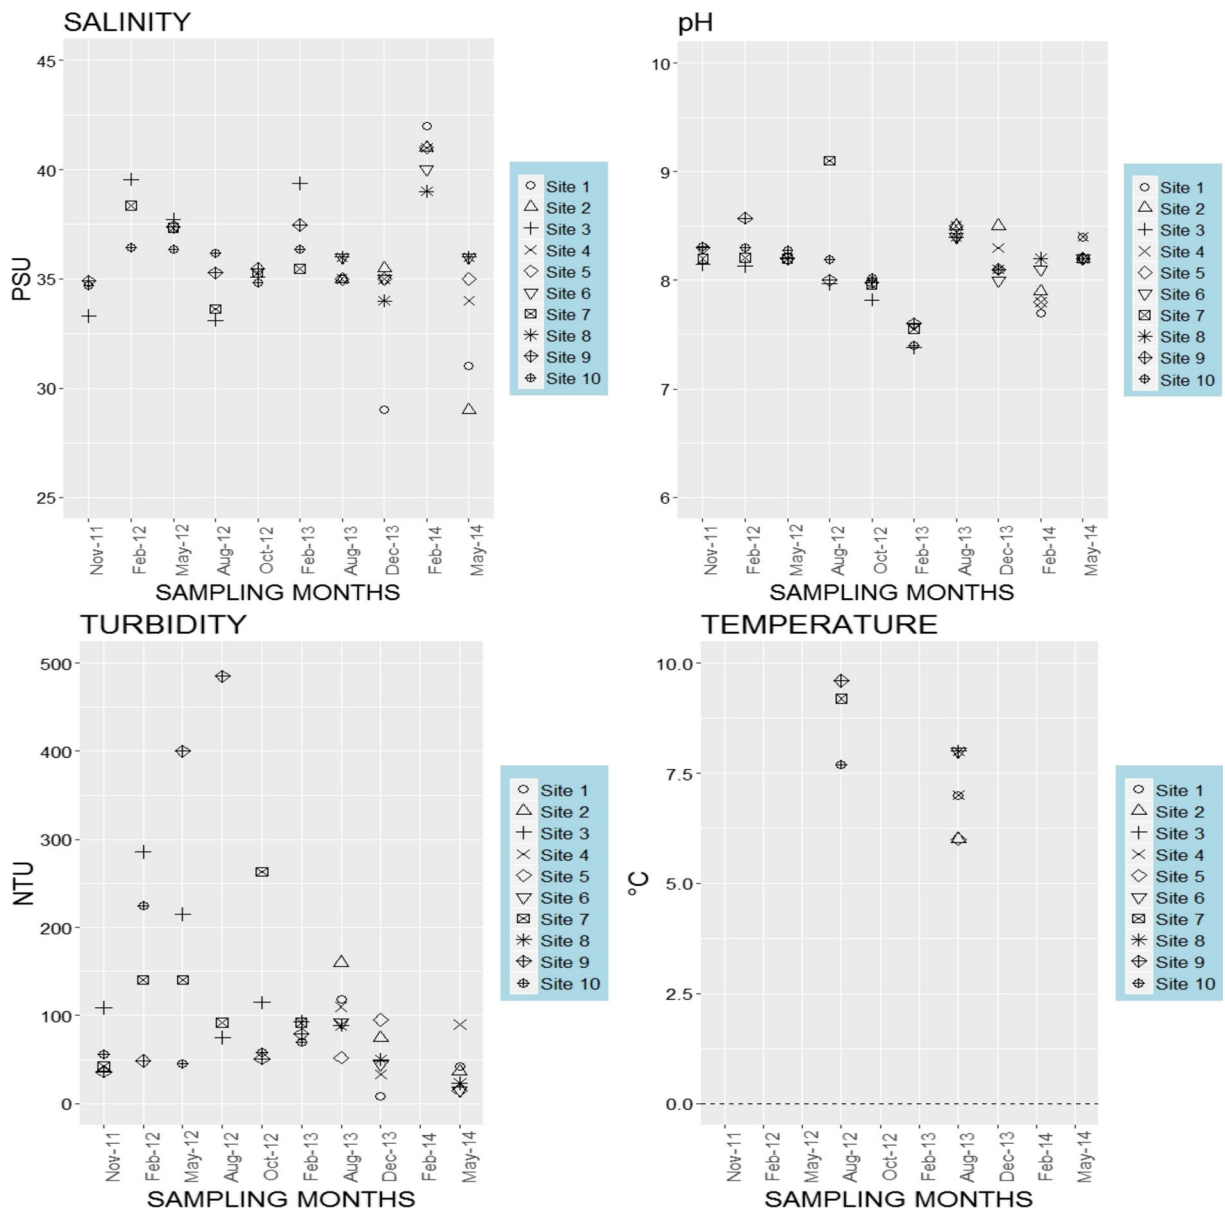 SALINITY
45
40
35
30
25
PSU
Nov-11
Feb-12
May-12
Aug-12
Oct-12
Feb-13
Aug-13
Dec-13
Feb-14
May-14
SAMPLING MONTHS
Site 1
Site 2
Site 3
Site 4
Site 5
Site 6
Site 7
Site 8
Site 9
Site 10
pH
10
9
8
7
6
Nov-11
Feb-12
May-12
Aug-12
Oct-12
Feb-13
Aug-13
Dec-13
Feb-14
May-14
SAMPLING MONTHS
Site 1
Site 2
Site 3
Site 4
Site 5
Site 6
Site 7
Site 8
Site 9
Site 10
TURBIDITY
500
400
300
200
100
0
NTU
Nov-11
Feb-12
May-12
Aug-12
Oct-12
Feb-13
Aug-13
Dec-13
Feb-14
May-14
SAMPLING MONTHS
Site 1
Site 2
Site 3
Site 4
Site 5
Site 6
Site 7
Site 8
Site 9
Site 10
TEMPERATURE
10.0
7.5
5.0
2.5
0.0
°C
Nov-11
Feb-12
May-12
Aug-12
Oct-12
Feb-13
Aug-13
Dec-13
Feb-14
May-14
SAMPLING MONTHS
Site 1
Site 2
Site 3
Site 4
Site 5
Site 6
Site 7
Site 8
Site 9
Site 10